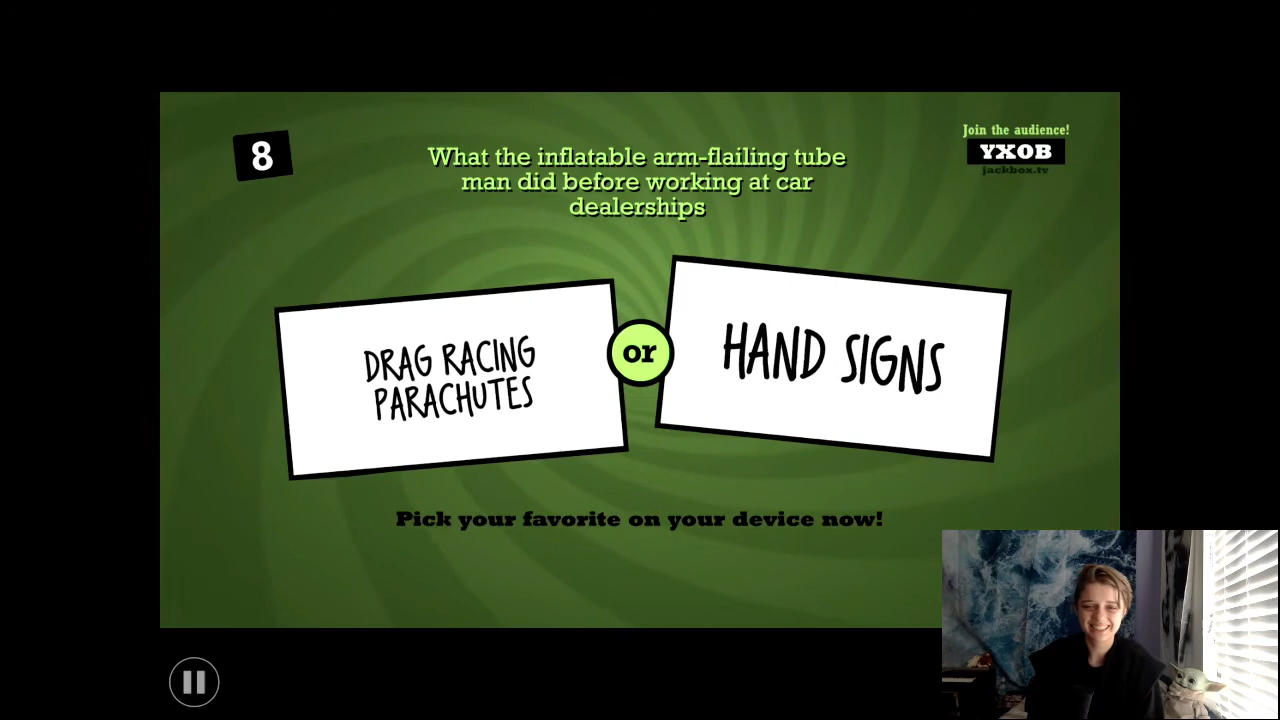 8
What the inflatable arm-flailing tube
man did before working at car
dealerships
Join the audience!
YXOB
jackbox.tv
DRAG RACING
PARACHUTES
or
HAND SIGNS
Pick your favorite on your device now!